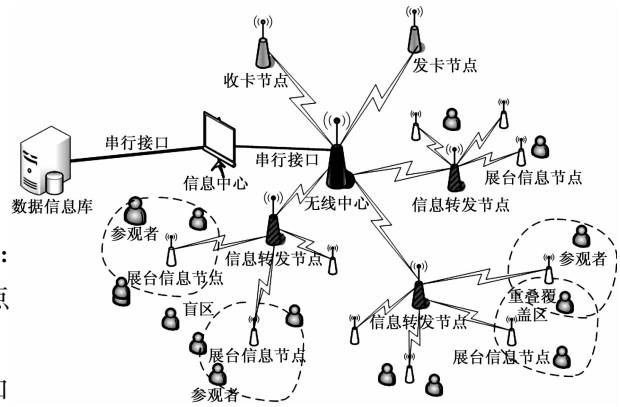 收卡节点
发卡节点
串行接口
串行接口
数据信息库
信息中心
无线中心
展台信息节点
信息转发节点
参观者
信息转发节点
展台信息节点
盲区
参观者
重叠覆
盖区
信息转发节点
展台信息节点
展台信息节点
参观者
：
点